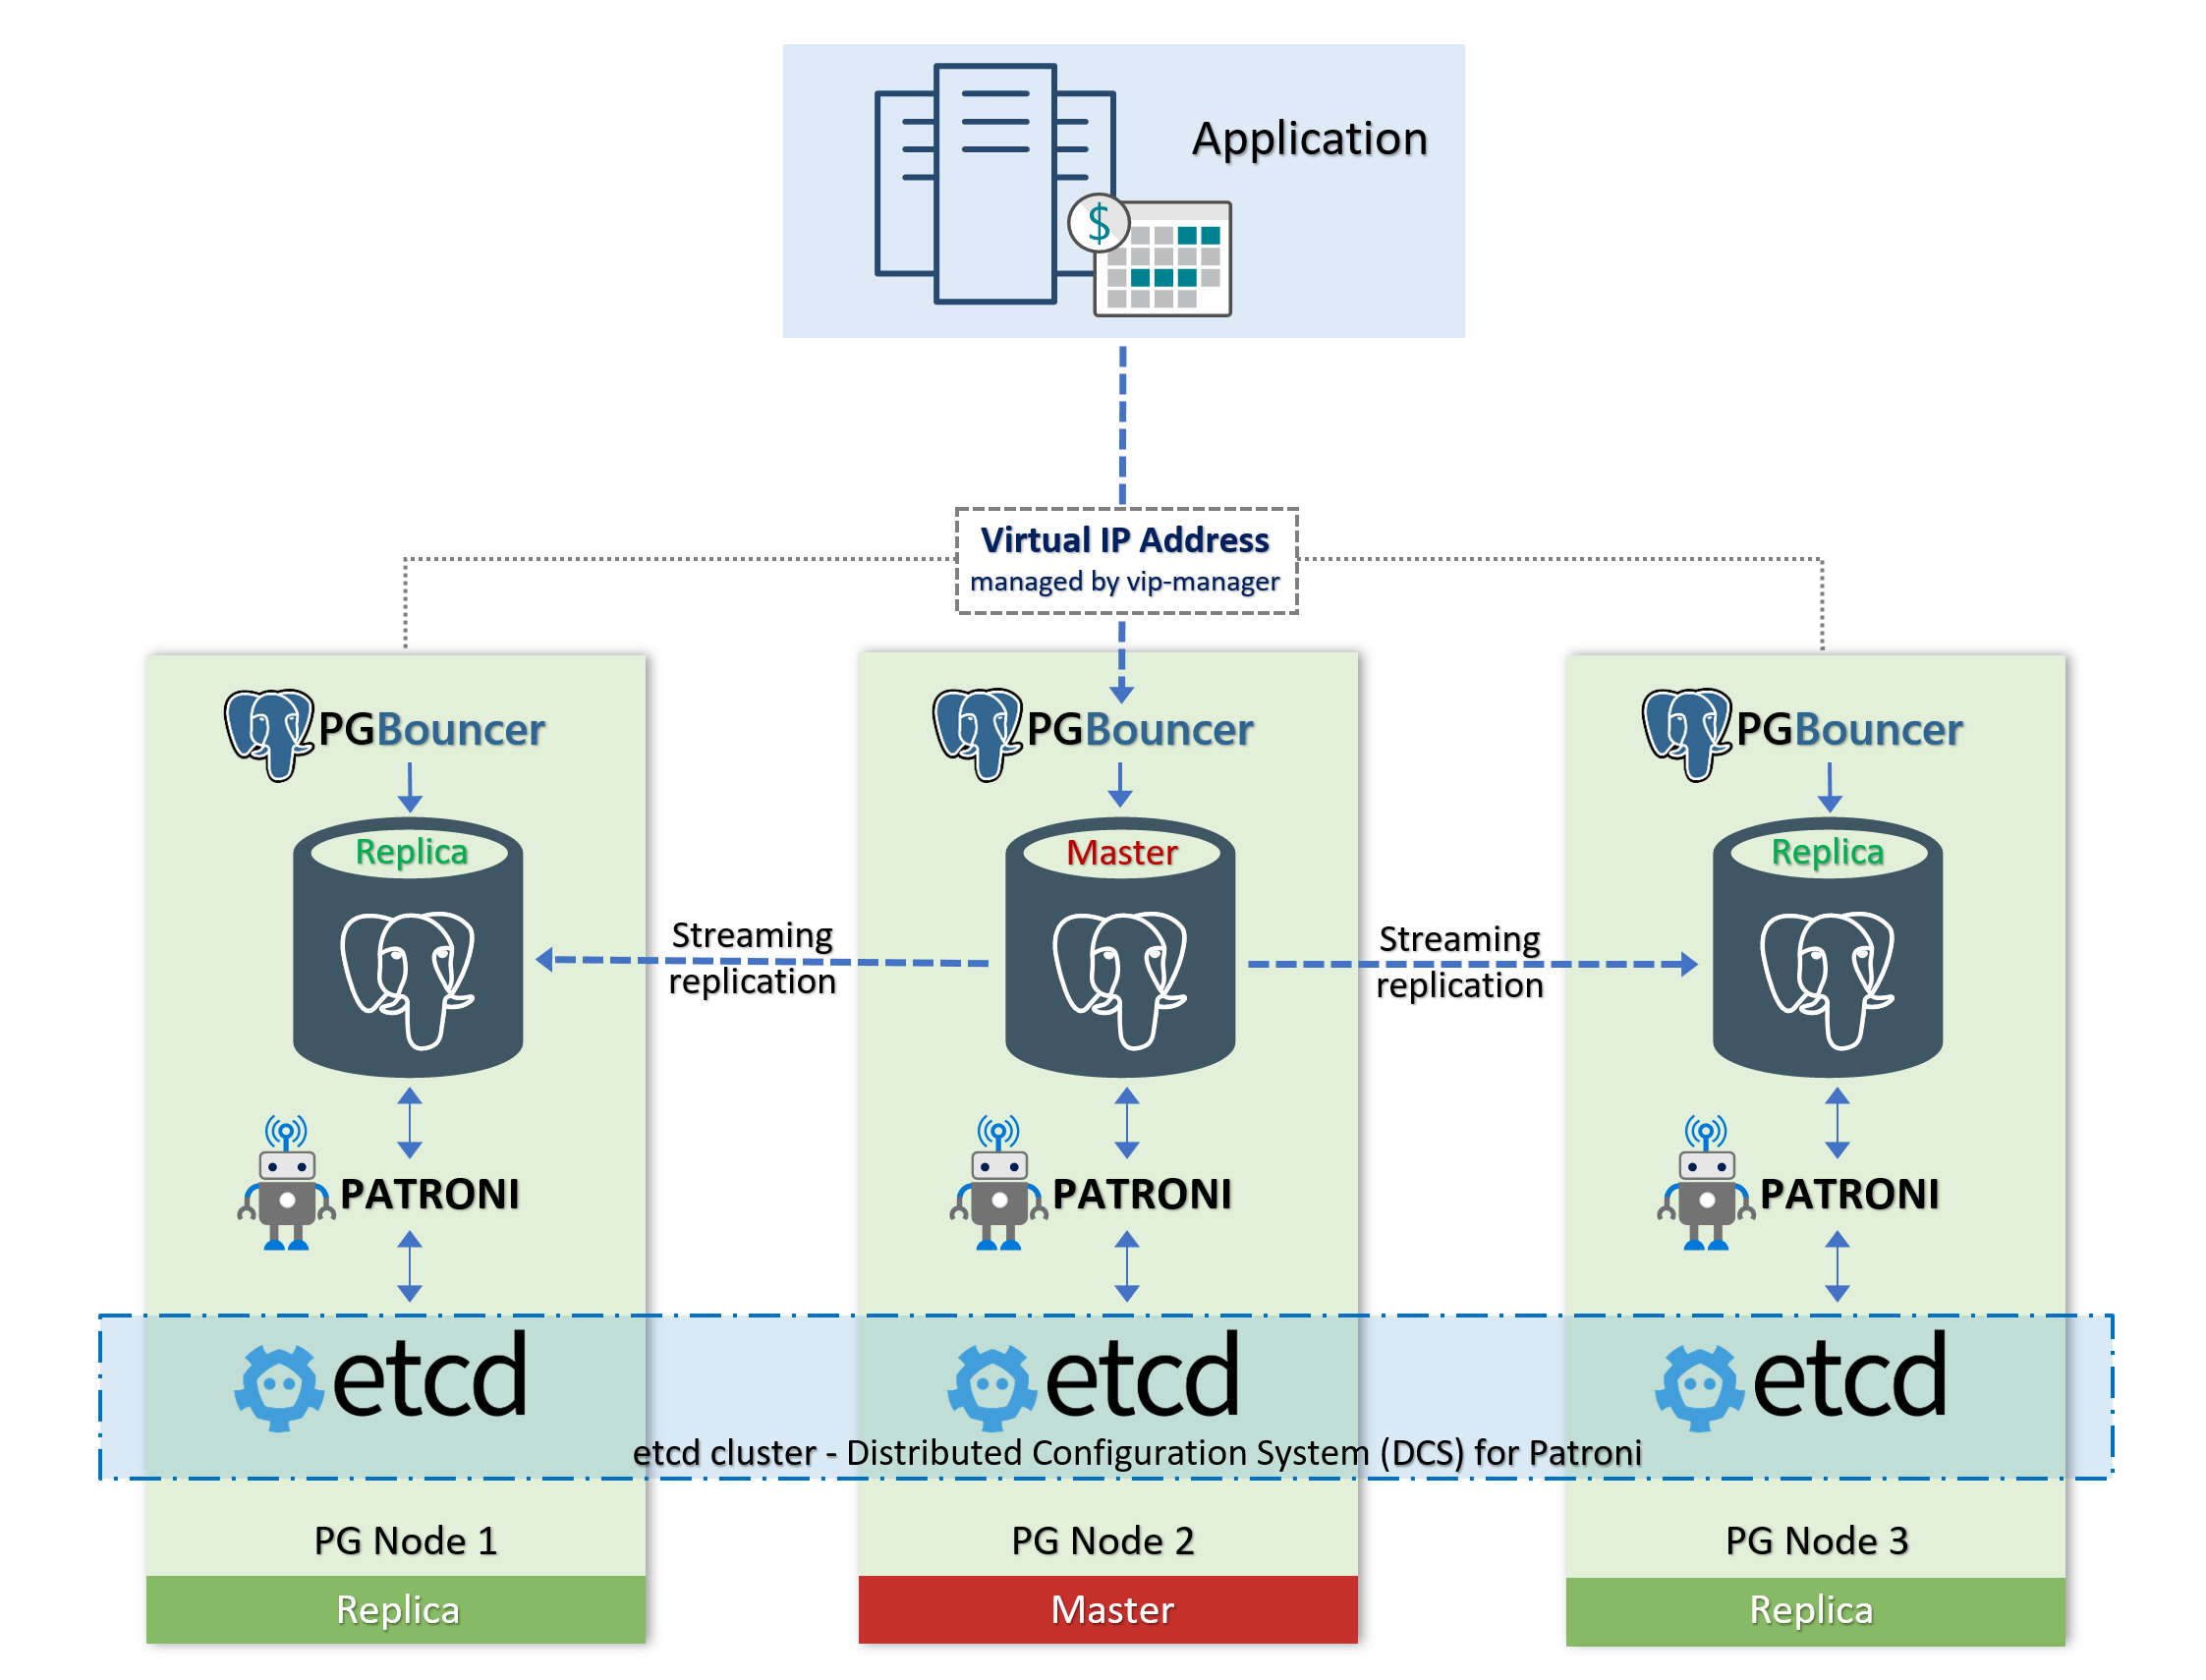 Application
$
Virtual IP Address
managed by vip-manager
PGBouncer
PGBouncer
PGBouncer
Replica
Master
Replica
Streaming
replication
Streaming
replication
PATRONI
PATRONI
PATRONI
etcd
etcd
etcd
etcd cluster - Distributed Configuration System (DCS) for Patroni
PG Node 1
PG Node 2
PG Node 3
Replica
Master
Replica